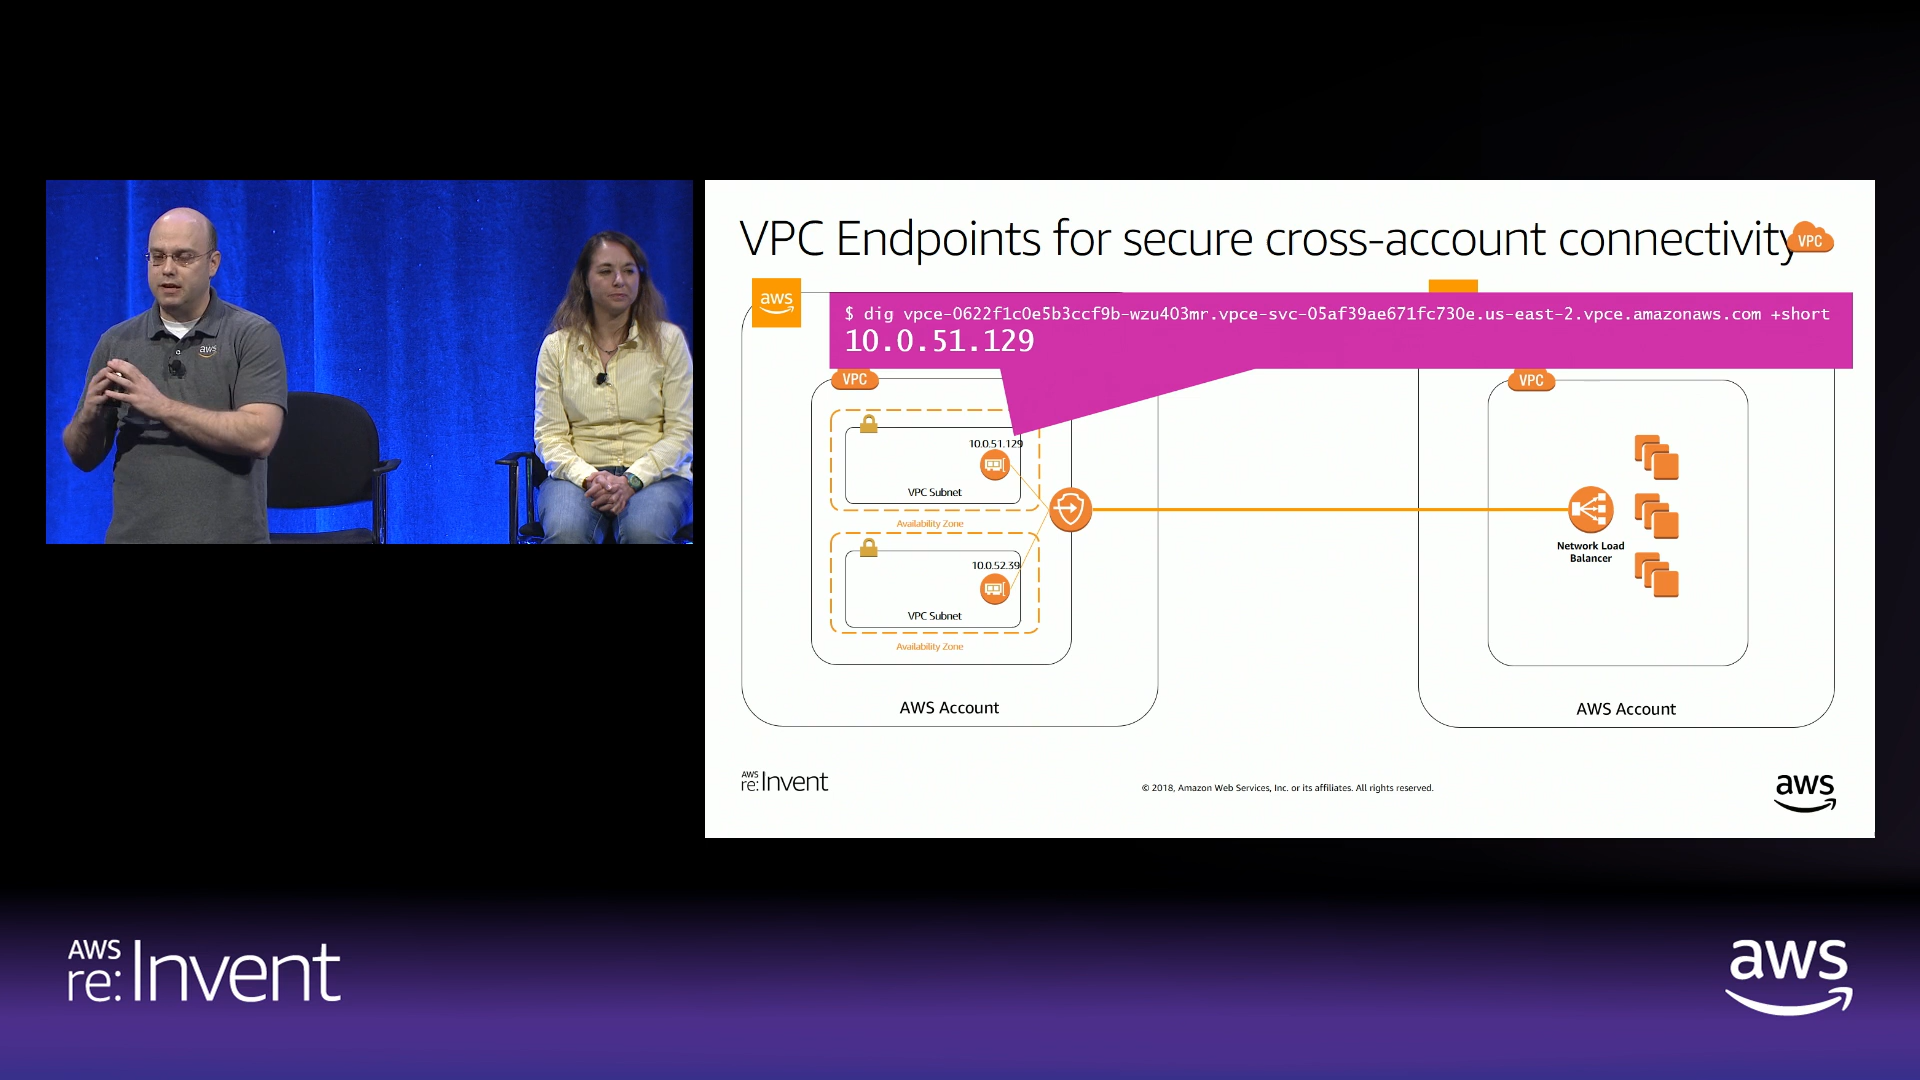 VPC Endpoints for secure cross-account connectivity
VPC
aws
$ dig vpce-0622f1c0e5b3ccf9b-wzu403mr.vpce-svc-05af39ae671fc730e.us-east-2.vpce.amazonaws.com +short
10.0.51.129
VPC
10.0.51.129
VPC Subnet
Availability Zone
10.0.52.39
VPC Subnet
Availability Zone
AWS Account
VPC
Network Load
Balancer
AWS Account
AWS
re:Invent
© 2018, Amazon Web Services, Inc. or its affiliates. All rights reserved.
aws
aws
AWS
re:Invent
aws